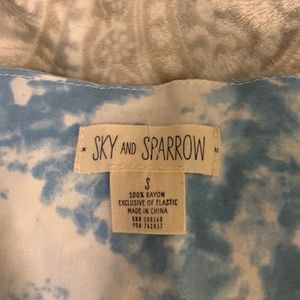 SKY AND SPARROW
S
100% RAYON
EXCLUSIVE OF ELASTIC
MADE IN CHINA